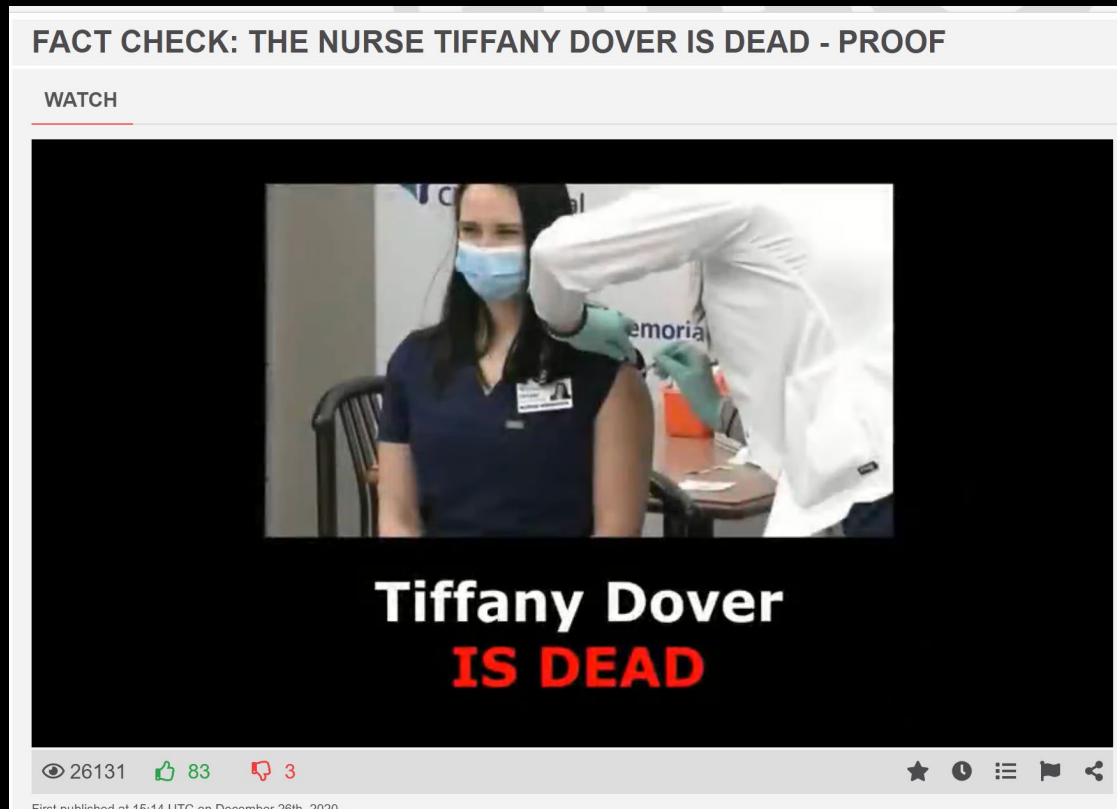 FACT CHECK: THE NURSE TIFFANY DOVER IS DEAD - PROOF
WATCH
emoria
Tiffany Dover
IS DEAD
26131 83 3
First published at 15:14 UTC on December 26th, 2020